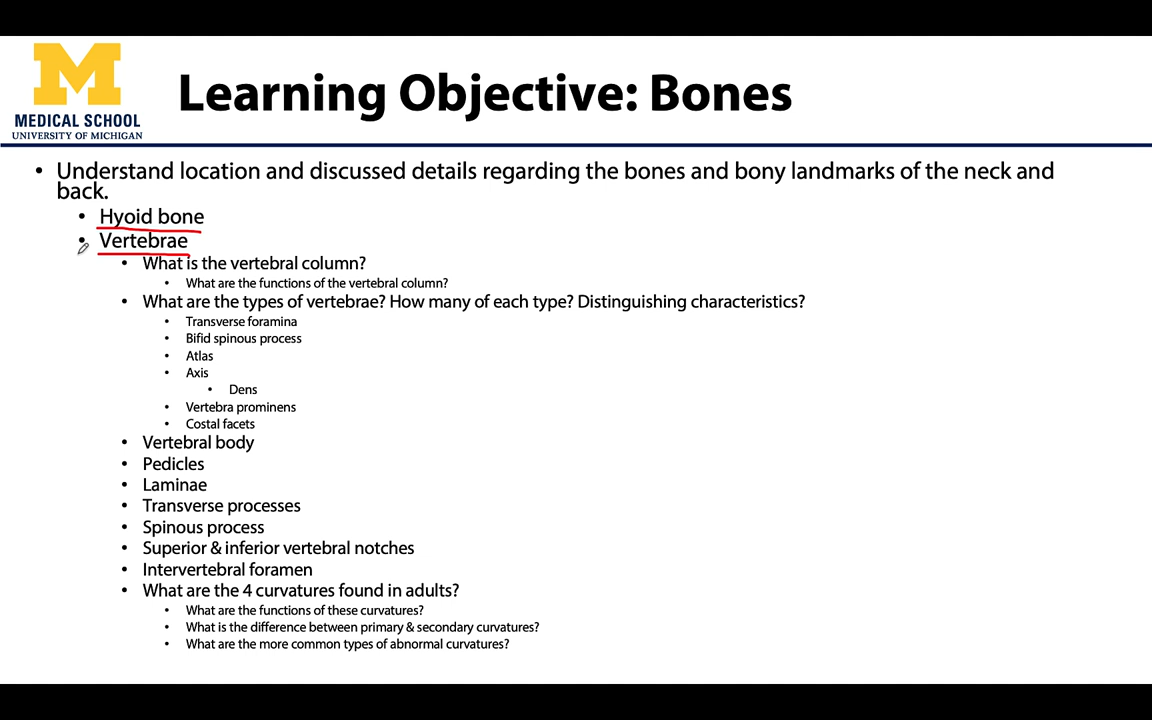 M
MEDICAL SCHOOL
UNIVERSITY OF MICHIGAN
Learning Objective: Bones
• Understand location and discussed details regarding the bones and bony landmarks of the neck and
back.
• Hyoid bone
• Vertebrae
• What is the vertebral column?
• What are the functions of the vertebral column?
• What are the types of vertebrae? How many of each type? Distinguishing characteristics?
• Transverse foramina
• Bifid spinous process
• Atlas
• Axis
• Dens
• Vertebra prominens
• Costal facets
• Vertebral body
• Pedicles
• Laminae
• Transverse processes
• Spinous process
• Superior & inferior vertebral notches
• Intervertebral foramen
• What are the 4 curvatures found in adults?
• What are the functions of these curvatures?
• What is the difference between primary & secondary curvatures?
• What are the more common types of abnormal curvatures?